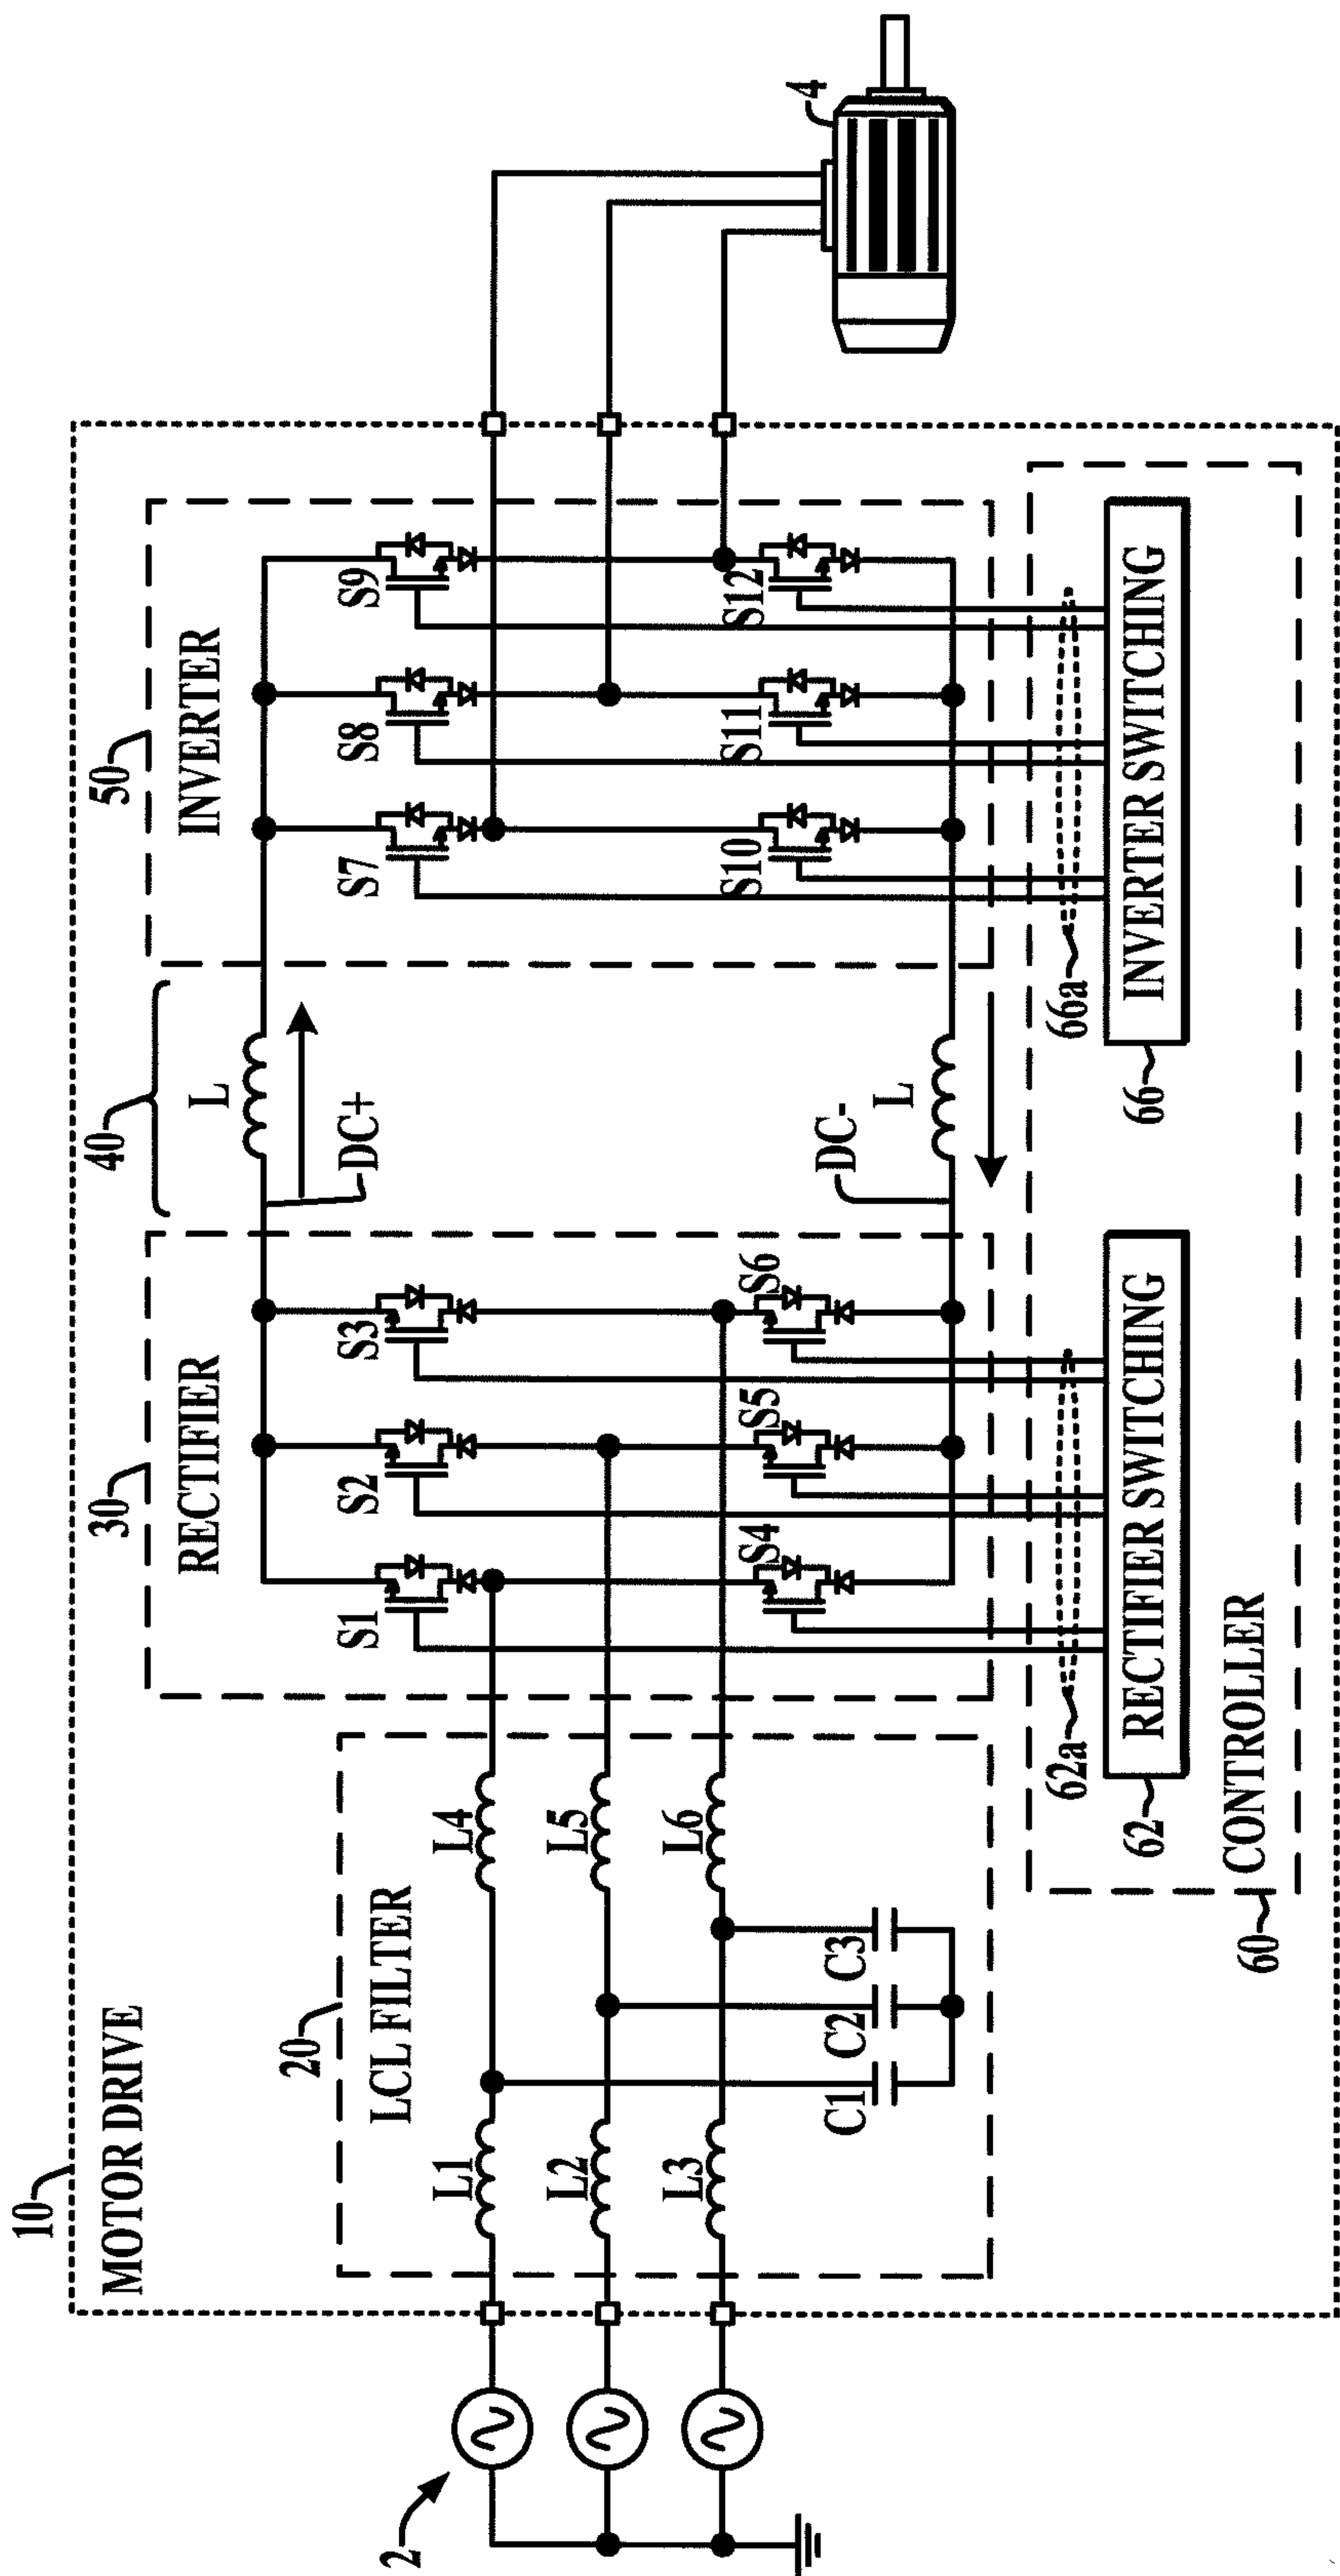 10
MOTOR DRIVE
2
20
LCL FILTER
L1
L2
L3
L4
L5
L6
C1
C2
C3
30
RECTIFIER
S1
S2
S3
S4
S5
S6
40
L
DC+
DC-
L
50
INVERTER
S7
S8
S9
S10
S11
S12
4
60
CONTROLLER
62
62a
RECTIFIER SWITCHING
66
66a
INVERTER SWITCHING